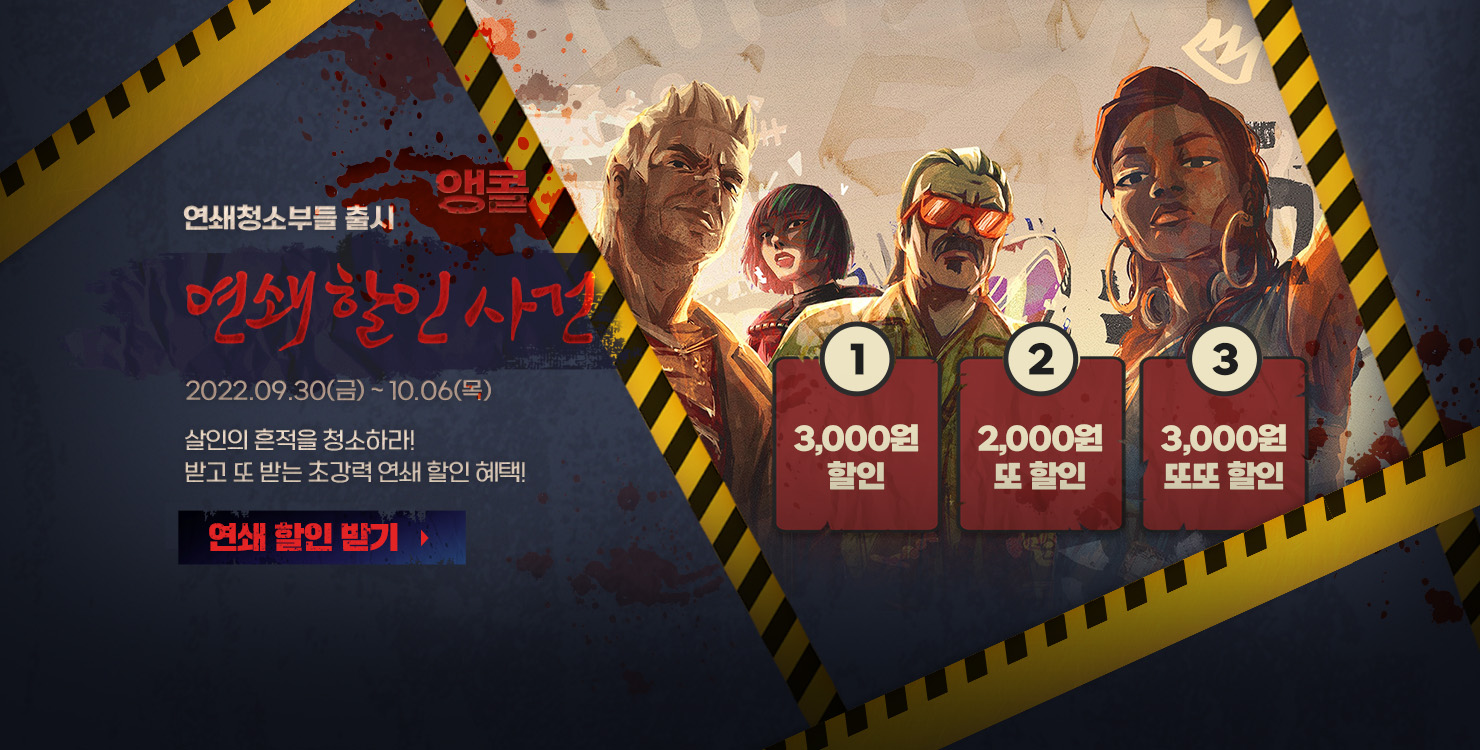 앵콜
연쇄청소부들 출시
연쇄 할인 사건
2022.09.30(금) ~ 10.06(목)
살인의 흔적을 청소하라!
받고 또 받는 초강력 연쇄 할인 혜택!
연쇄 할인 받기
1
3,000원
할인
2
2,000원
또 할인
3
3,000원
또또 할인